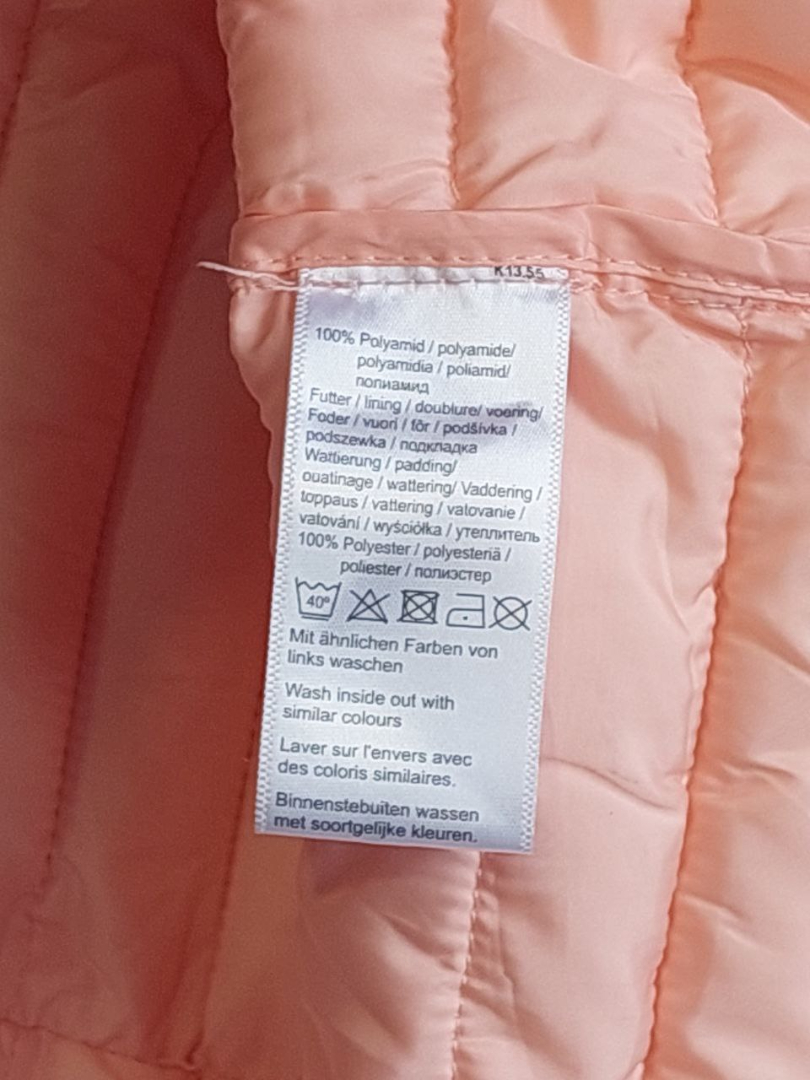 K13.55
100% Polyamid / polyamide/
polyamidia / poliamid/
полиамид
Futter / lining / doublure/ voering/
Foder / vuori / fôr / podšívka /
podszewka / подкладка
Wattierung / padding/
ouatinage / wattering/ Vaddering /
toppaus / vattering / vatovanie /
vatování / wyściółka / утеплитель
100% Polyester / polyesteriä /
poliester / полиэстер
40°
Mit ähnlichen Farben von
links waschen
Wash inside out with
similar colours
Laver sur l'envers avec
des coloris similaires.
Binnenstebuiten wassen
met soortgelijke kleuren.